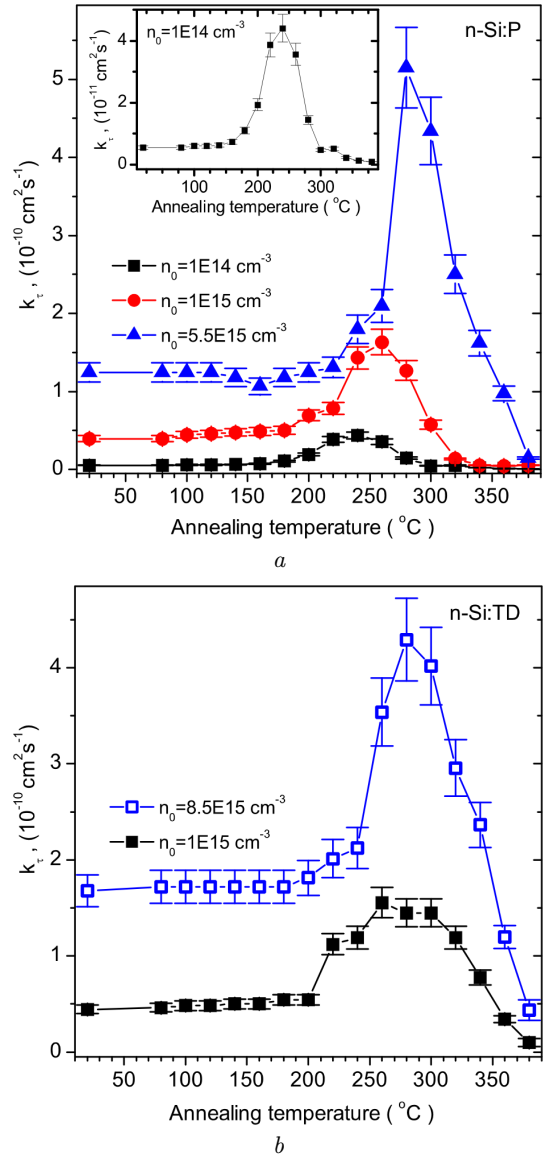 n-Si:P
n₀=1E14 cm⁻³
4
2
0
kτ , (10⁻¹¹ cm²s⁻¹)
100 200 300
Annealing temperature ( °C)
5
4
3
2
1
0
kτ , (10⁻¹⁰ cm²s⁻¹)
n₀=1E14 cm⁻³
n₀=1E15 cm⁻³
n₀=5.5E15 cm⁻³
50 100 150 200 250 300 350
Annealing temperature ( °C)
a
n-Si:TD
4
3
2
1
0
kτ , (10⁻¹⁰ cm²s⁻¹)
n₀=8.5E15 cm⁻³
n₀=1E15 cm⁻³
50 100 150 200 250 300 350
Annealing temperature ( °C)
b